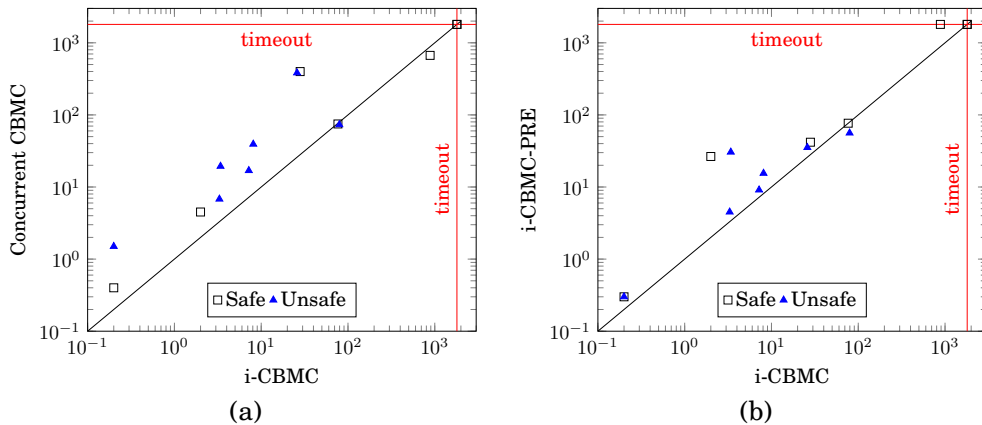 10^3
10^2
10^1
10^0
10^−1
Concurrent CBMC
timeout
timeout
Safe Unsafe
10^−1 10^0 10^1 10^2 10^3
i-CBMC
(a)
10^3
10^2
10^1
10^0
10^−1
i-CBMC-PRE
timeout
timeout
Safe Unsafe
10^−1 10^0 10^1 10^2 10^3
i-CBMC
(b)